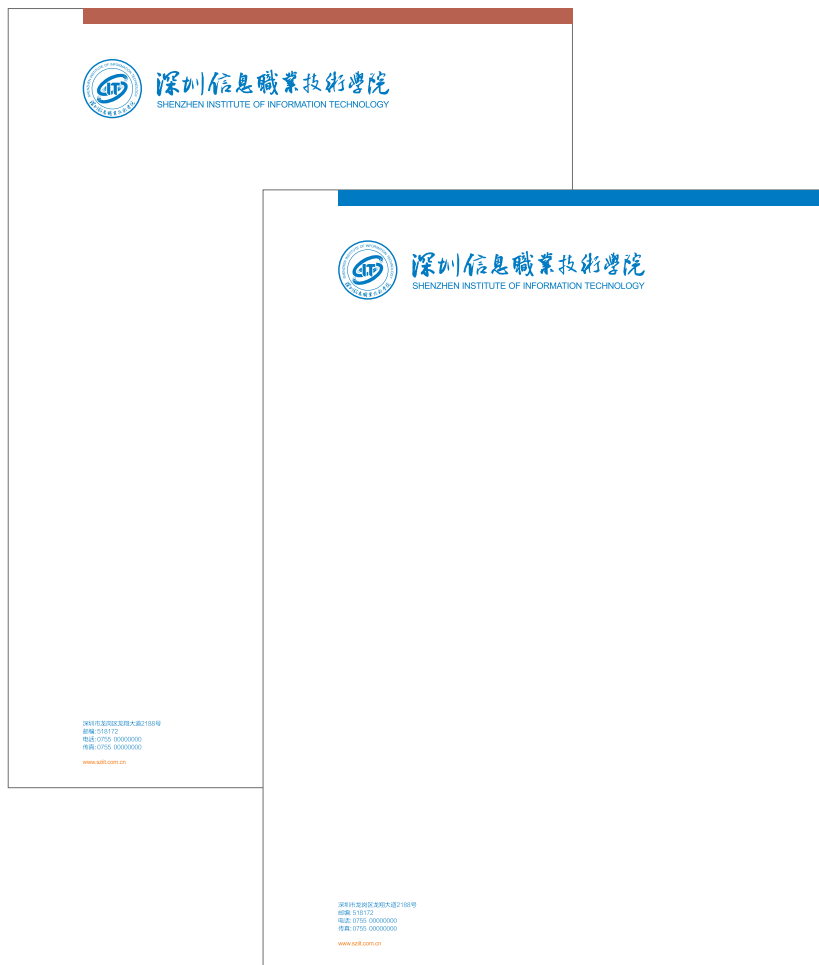 深圳信息職業技術學院
SHENZHEN INSTITUTE OF INFORMATION TECHNOLOGY
深圳市龙岗区龙翔大道2188号
邮编: 518172
电话: 0755 00000000
传真: 0755 00000000
www.sziit.com.cn
深圳信息職業技術學院
SHENZHEN INSTITUTE OF INFORMATION TECHNOLOGY
深圳市龙岗区龙翔大道2188号
邮编: 518172
电话: 0755 00000000
传真: 0755 00000000
www.sziit.com.cn